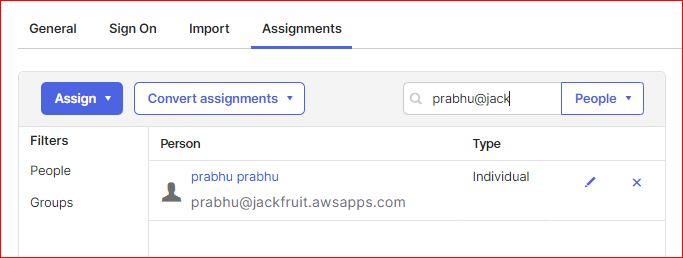 General Sign On Import Assignments
Assign Convert assignments prabhu@jack People
Filters Person Type
People prabhu prabhu Individual
Groups prabhu@jackfruit.awsapps.com